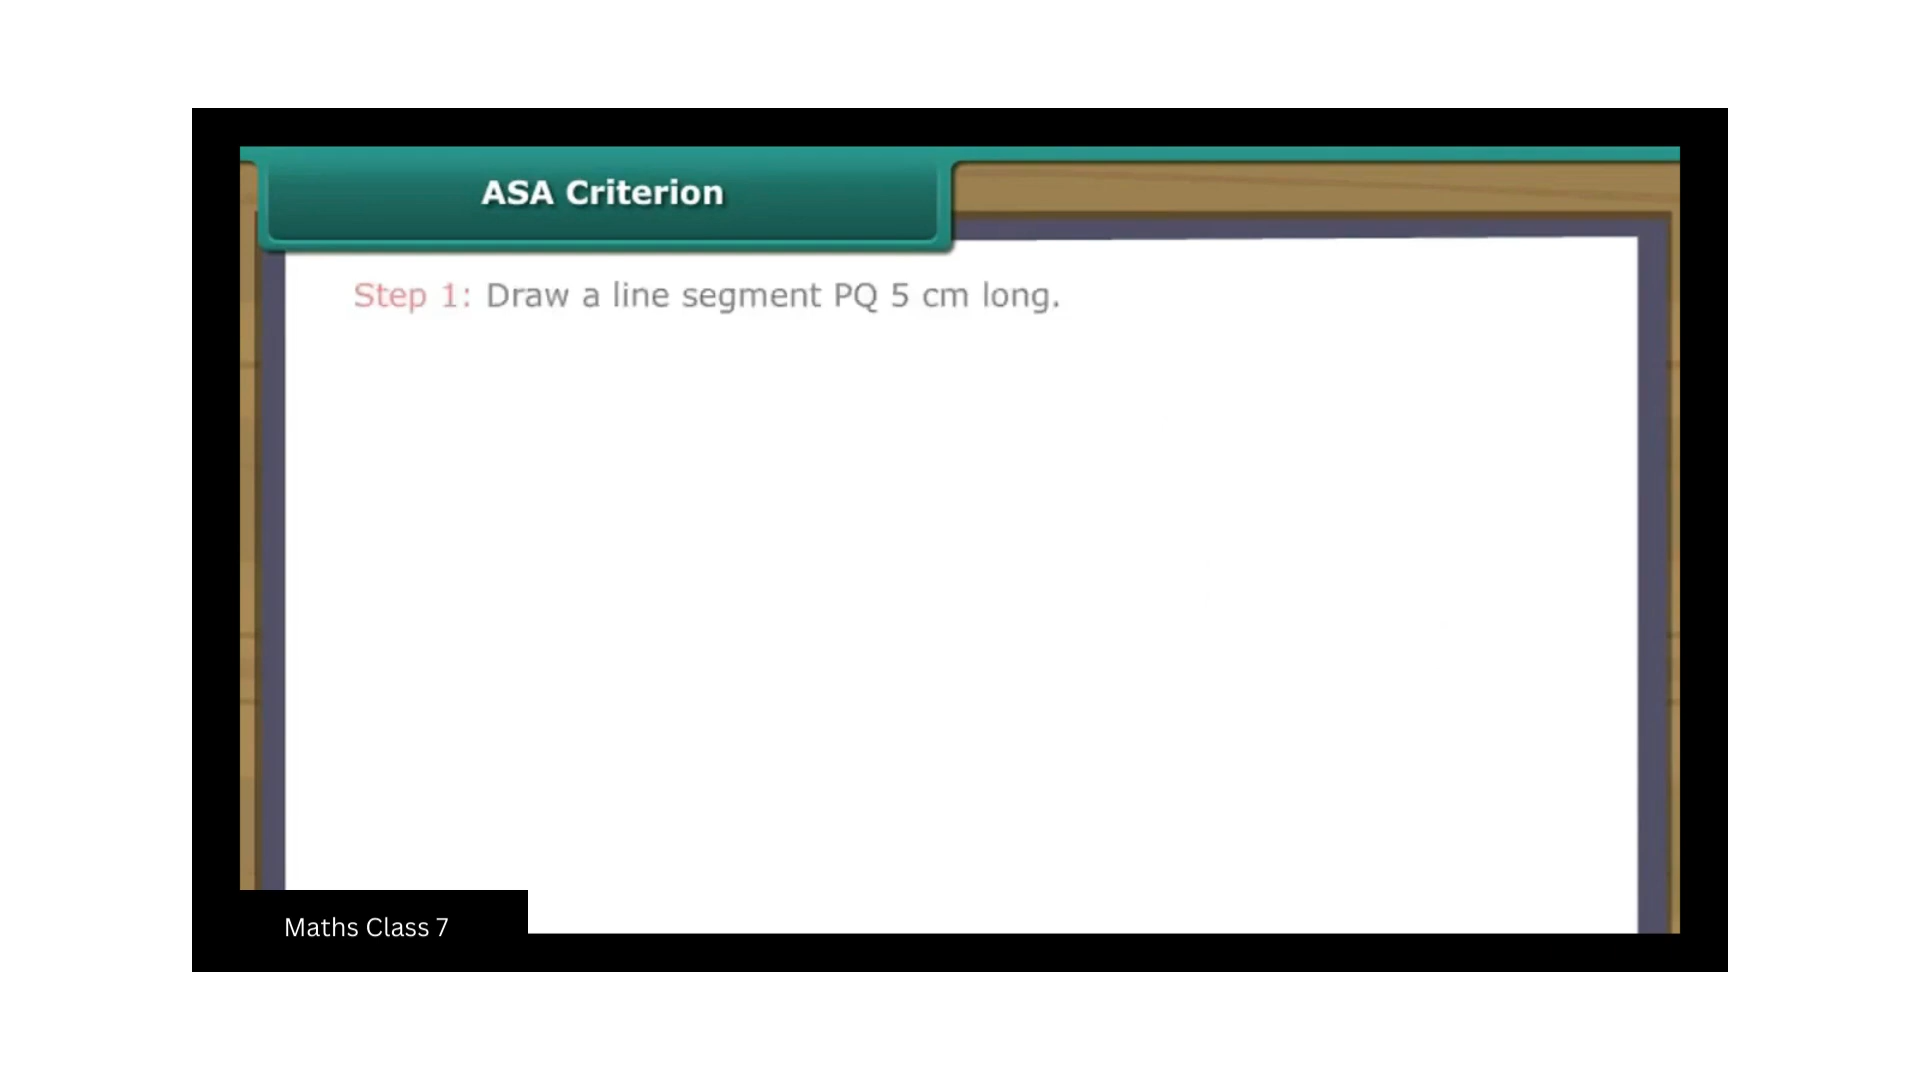 ASA Criterion
Step 1: Draw a line segment PQ 5 cm long.
Maths Class 7